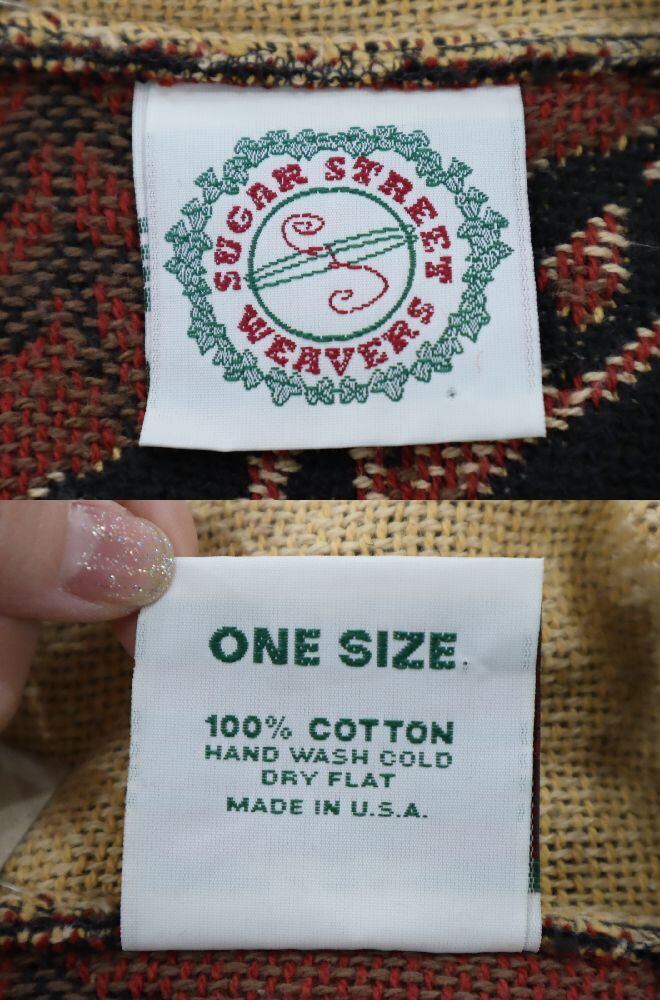 SUGAR STREET
WEAVERS
ONE SIZE
100% COTTON
HAND WASH COLD
DRY FLAT
MADE IN U.S.A.